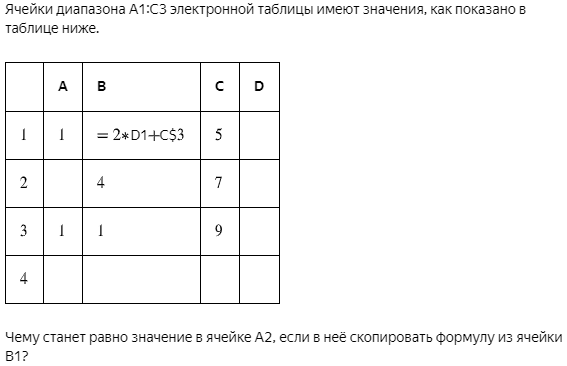 Ячейки диапазона A1:C3 электронной таблицы имеют значения, как показано в
таблице ниже.
A B C D
1 1 = 2*D1+C$3 5
2 4 7
3 1 1 9
4
Чему станет равно значение в ячейке A2, если в неё скопировать формулу из ячейки
B1?